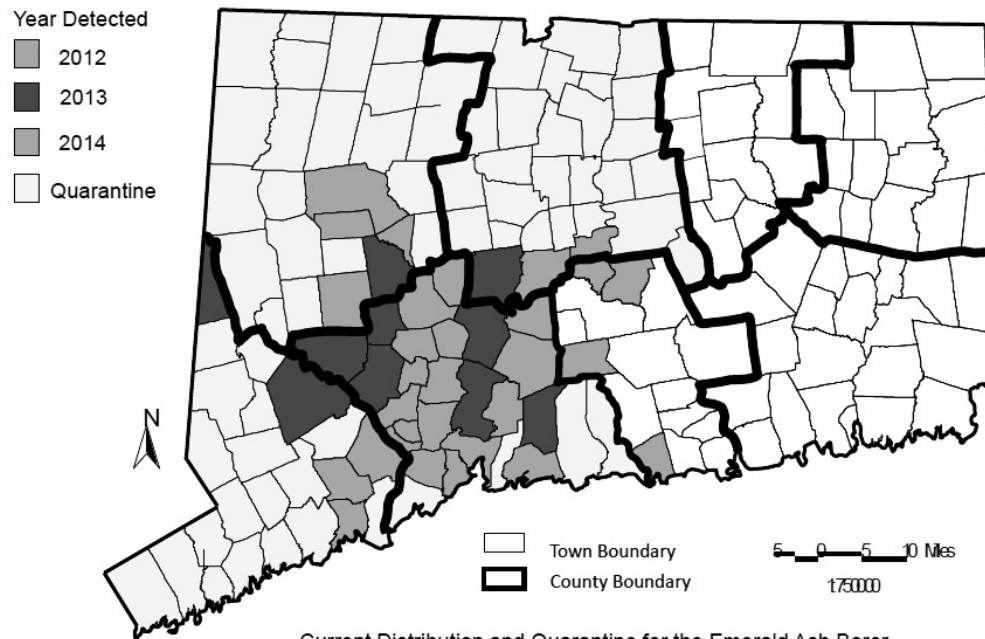 Year Detected
2012
2013
2014
Quarantine
N
Town Boundary
County Boundary
5 0 5 10 Miles
1:750000
Current Distribution and Quarantine for the Emerald Ash Borer